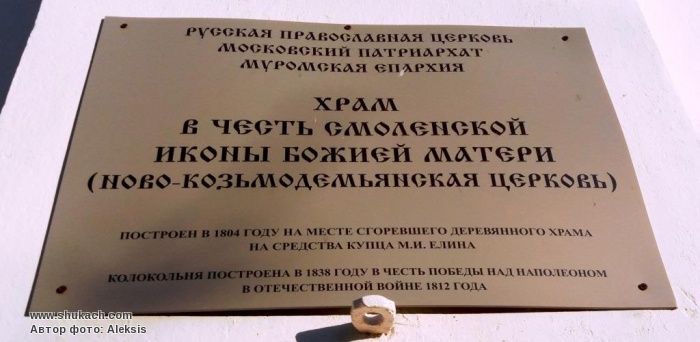 РУССКАЯ ПРАВОСЛАВНАЯ ЦЕРКОВЬ
МОСКОВСКИЙ ПАТРИАРХАТ
МУРОМСКАЯ ЕПАРХИЯ
ХРАМ
В ЧЕСТЬ СМОЛЕНСКОЙ
ИКОНЫ БОЖИЕЙ МАТЕРИ
(НОВО-КОЗЬМОДЕМЬЯНСКАЯ ЦЕРКОВЬ)
ПОСТРОЕН В 1804 ГОДУ НА МЕСТЕ СГОРЕВШЕГО ДЕРЕВЯННОГО ХРАМА
НА СРЕДСТВА КУПЦА М.И. ЕЛИНА
КОЛОКОЛЬНЯ ПОСТРОЕНА В 1838 ГОДУ В ЧЕСТЬ ПОБЕДЫ НАД НАПОЛЕОНОМ
В ОТЕЧЕСТВЕННОЙ ВОЙНЕ 1812 ГОДА
www.shukach.com
Автор фото: Aleksis